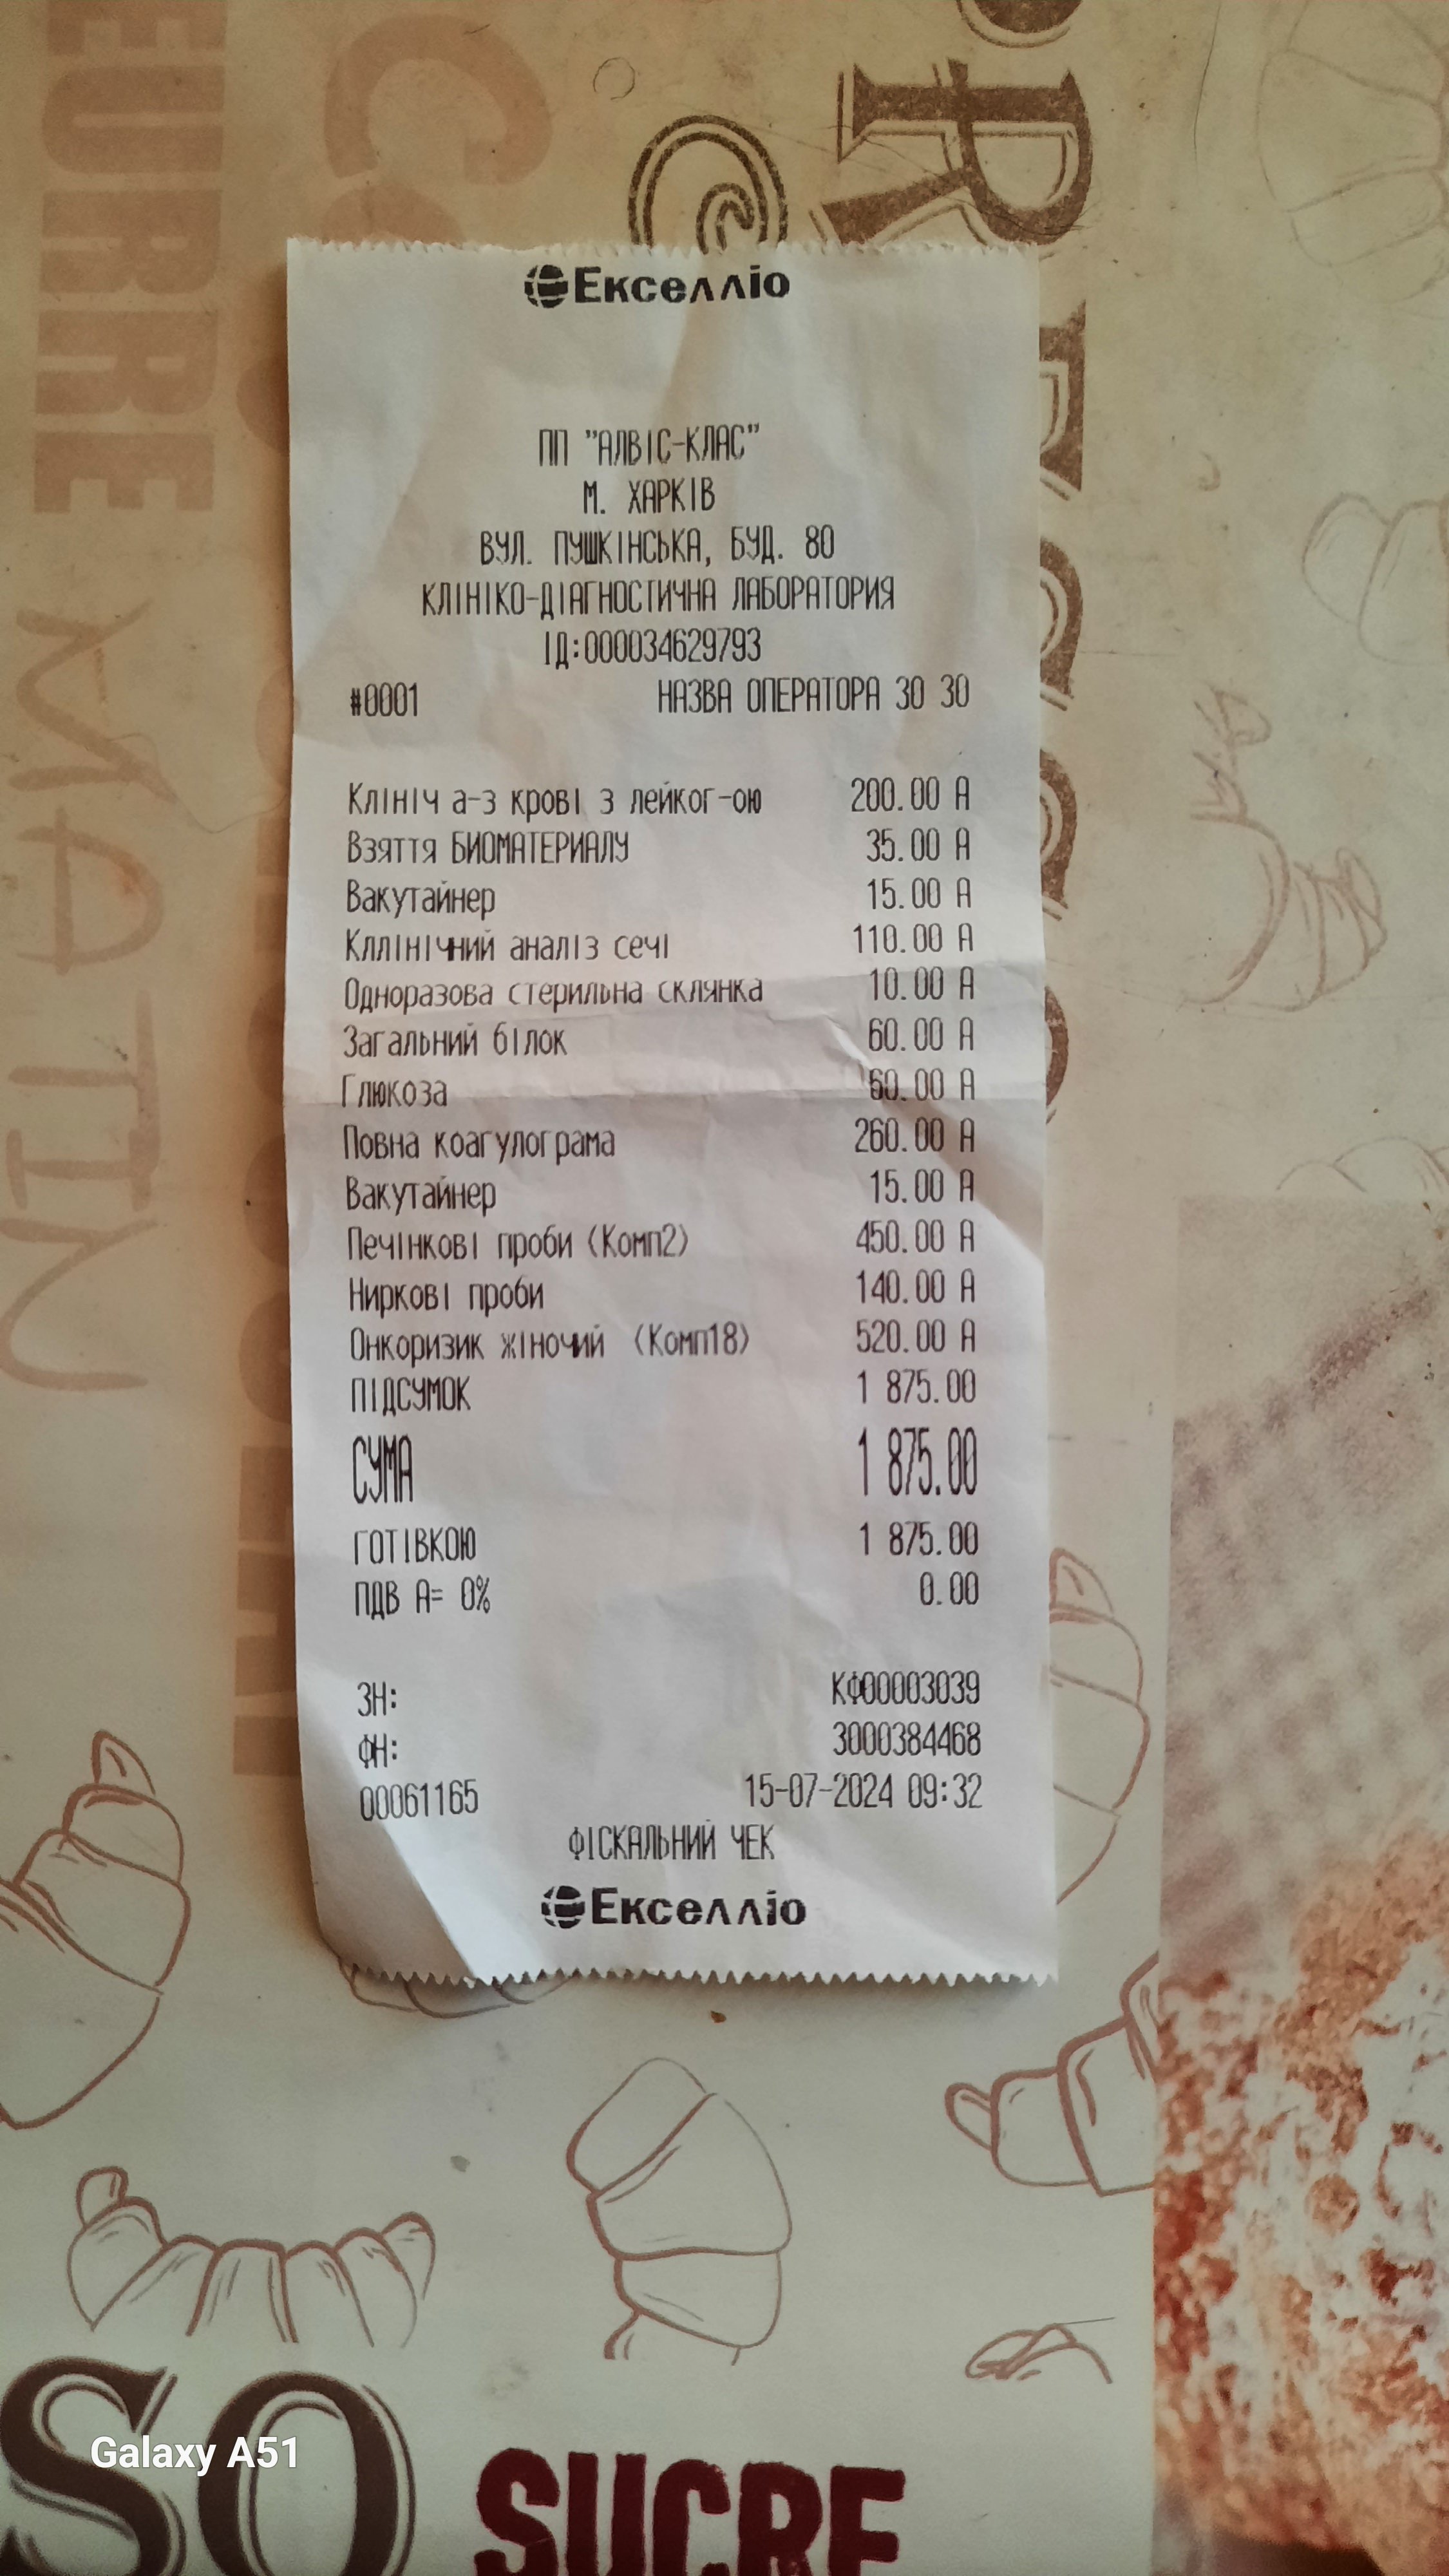 Екселліо
ПП "АЛВІС-КЛАС"
М. ХАРКІВ
ВУЛ. ПУШКІНСЬКА, БУД. 80
КЛІНІКО-ДІАГНОСТИЧНА ЛАБОРАТОРИЯ
ІД:000034629793
#0001 НАЗВА ОПЕРАТОРА 30 30
Клініч а-з крові з лейког-ою 200.00 А
Взяття БИОМАТЕРИАЛУ 35.00 А
Вакутайнер 15.00 А
Кллінічний аналіз сечі 110.00 А
Одноразова стерильна склянка 10.00 А
Загальний білок 60.00 А
Глюкоза 60.00 А
Повна коагулограма 260.00 А
Вакутайнер 15.00 А
Печінкові проби (Комп2) 450.00 А
Ниркові проби 140.00 А
Онкоризик жіночий (Комп18) 520.00 А
ПІДСУМОК 1 875.00
СУМА 1 875.00
ГОТІВКОЮ 1 875.00
ПДВ А= 0% 0.00
ЗН: КФ00003039
ФН: 3000384468
00061165 15-07-2024 09:32
ФІСКАЛЬНИЙ ЧЕК
Екселліо
Galaxy A51
SO SUCRE